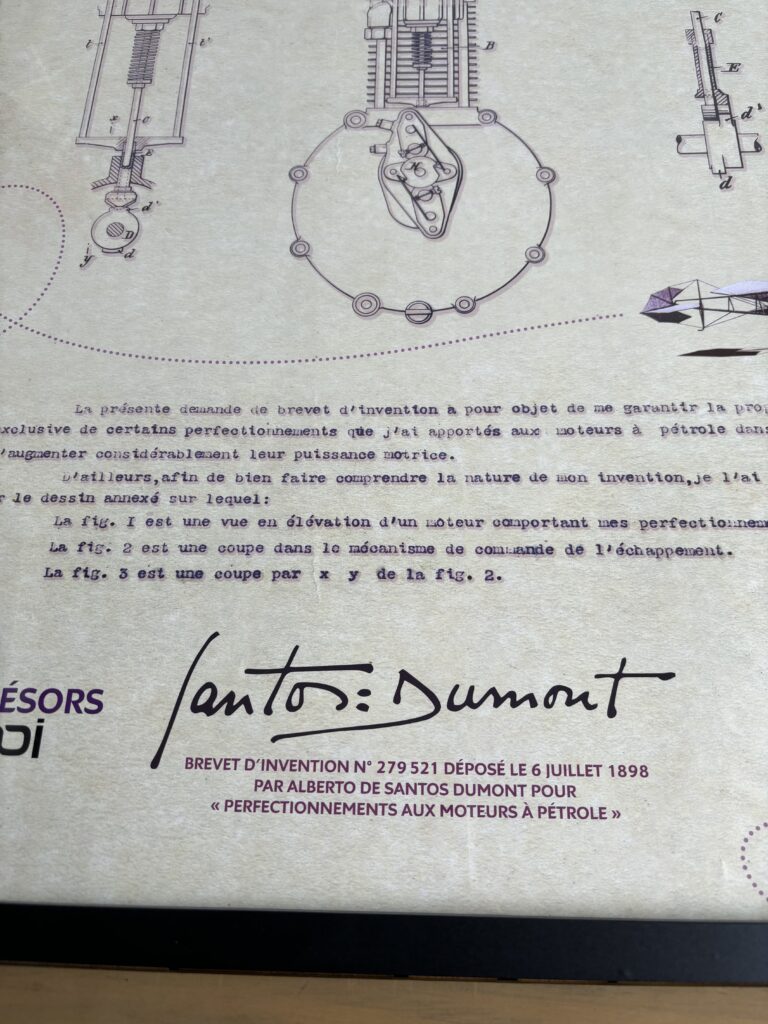 b b' B C E
x C d'
E H d
D d'
y d
La présente demande de brevet d'invention a pour objet de me garantir la prop
exclusive de certains perfectionnements que j'ai apportés aux moteurs à pétrole dans
'augmenter considérablement leur puissance motrice.
D'ailleurs,afin de bien faire comprendre la nature de mon invention,je l'ai
r le dessin annexé sur lequel:
La fig. I est une vue en élévation d'un moteur comportant mes perfectionnem
La fig. 2 est une coupe dans le mécanisme de commande de l'échappement.
La fig. 3 est une coupe par x y de la fig. 2.
Santos=Dumont
ÉSORS
pi
BREVET D'INVENTION N° 279 521 DÉPOSÉ LE 6 JUILLET 1898
PAR ALBERTO DE SANTOS DUMONT POUR
« PERFECTIONNEMENTS AUX MOTEURS À PÉTROLE »